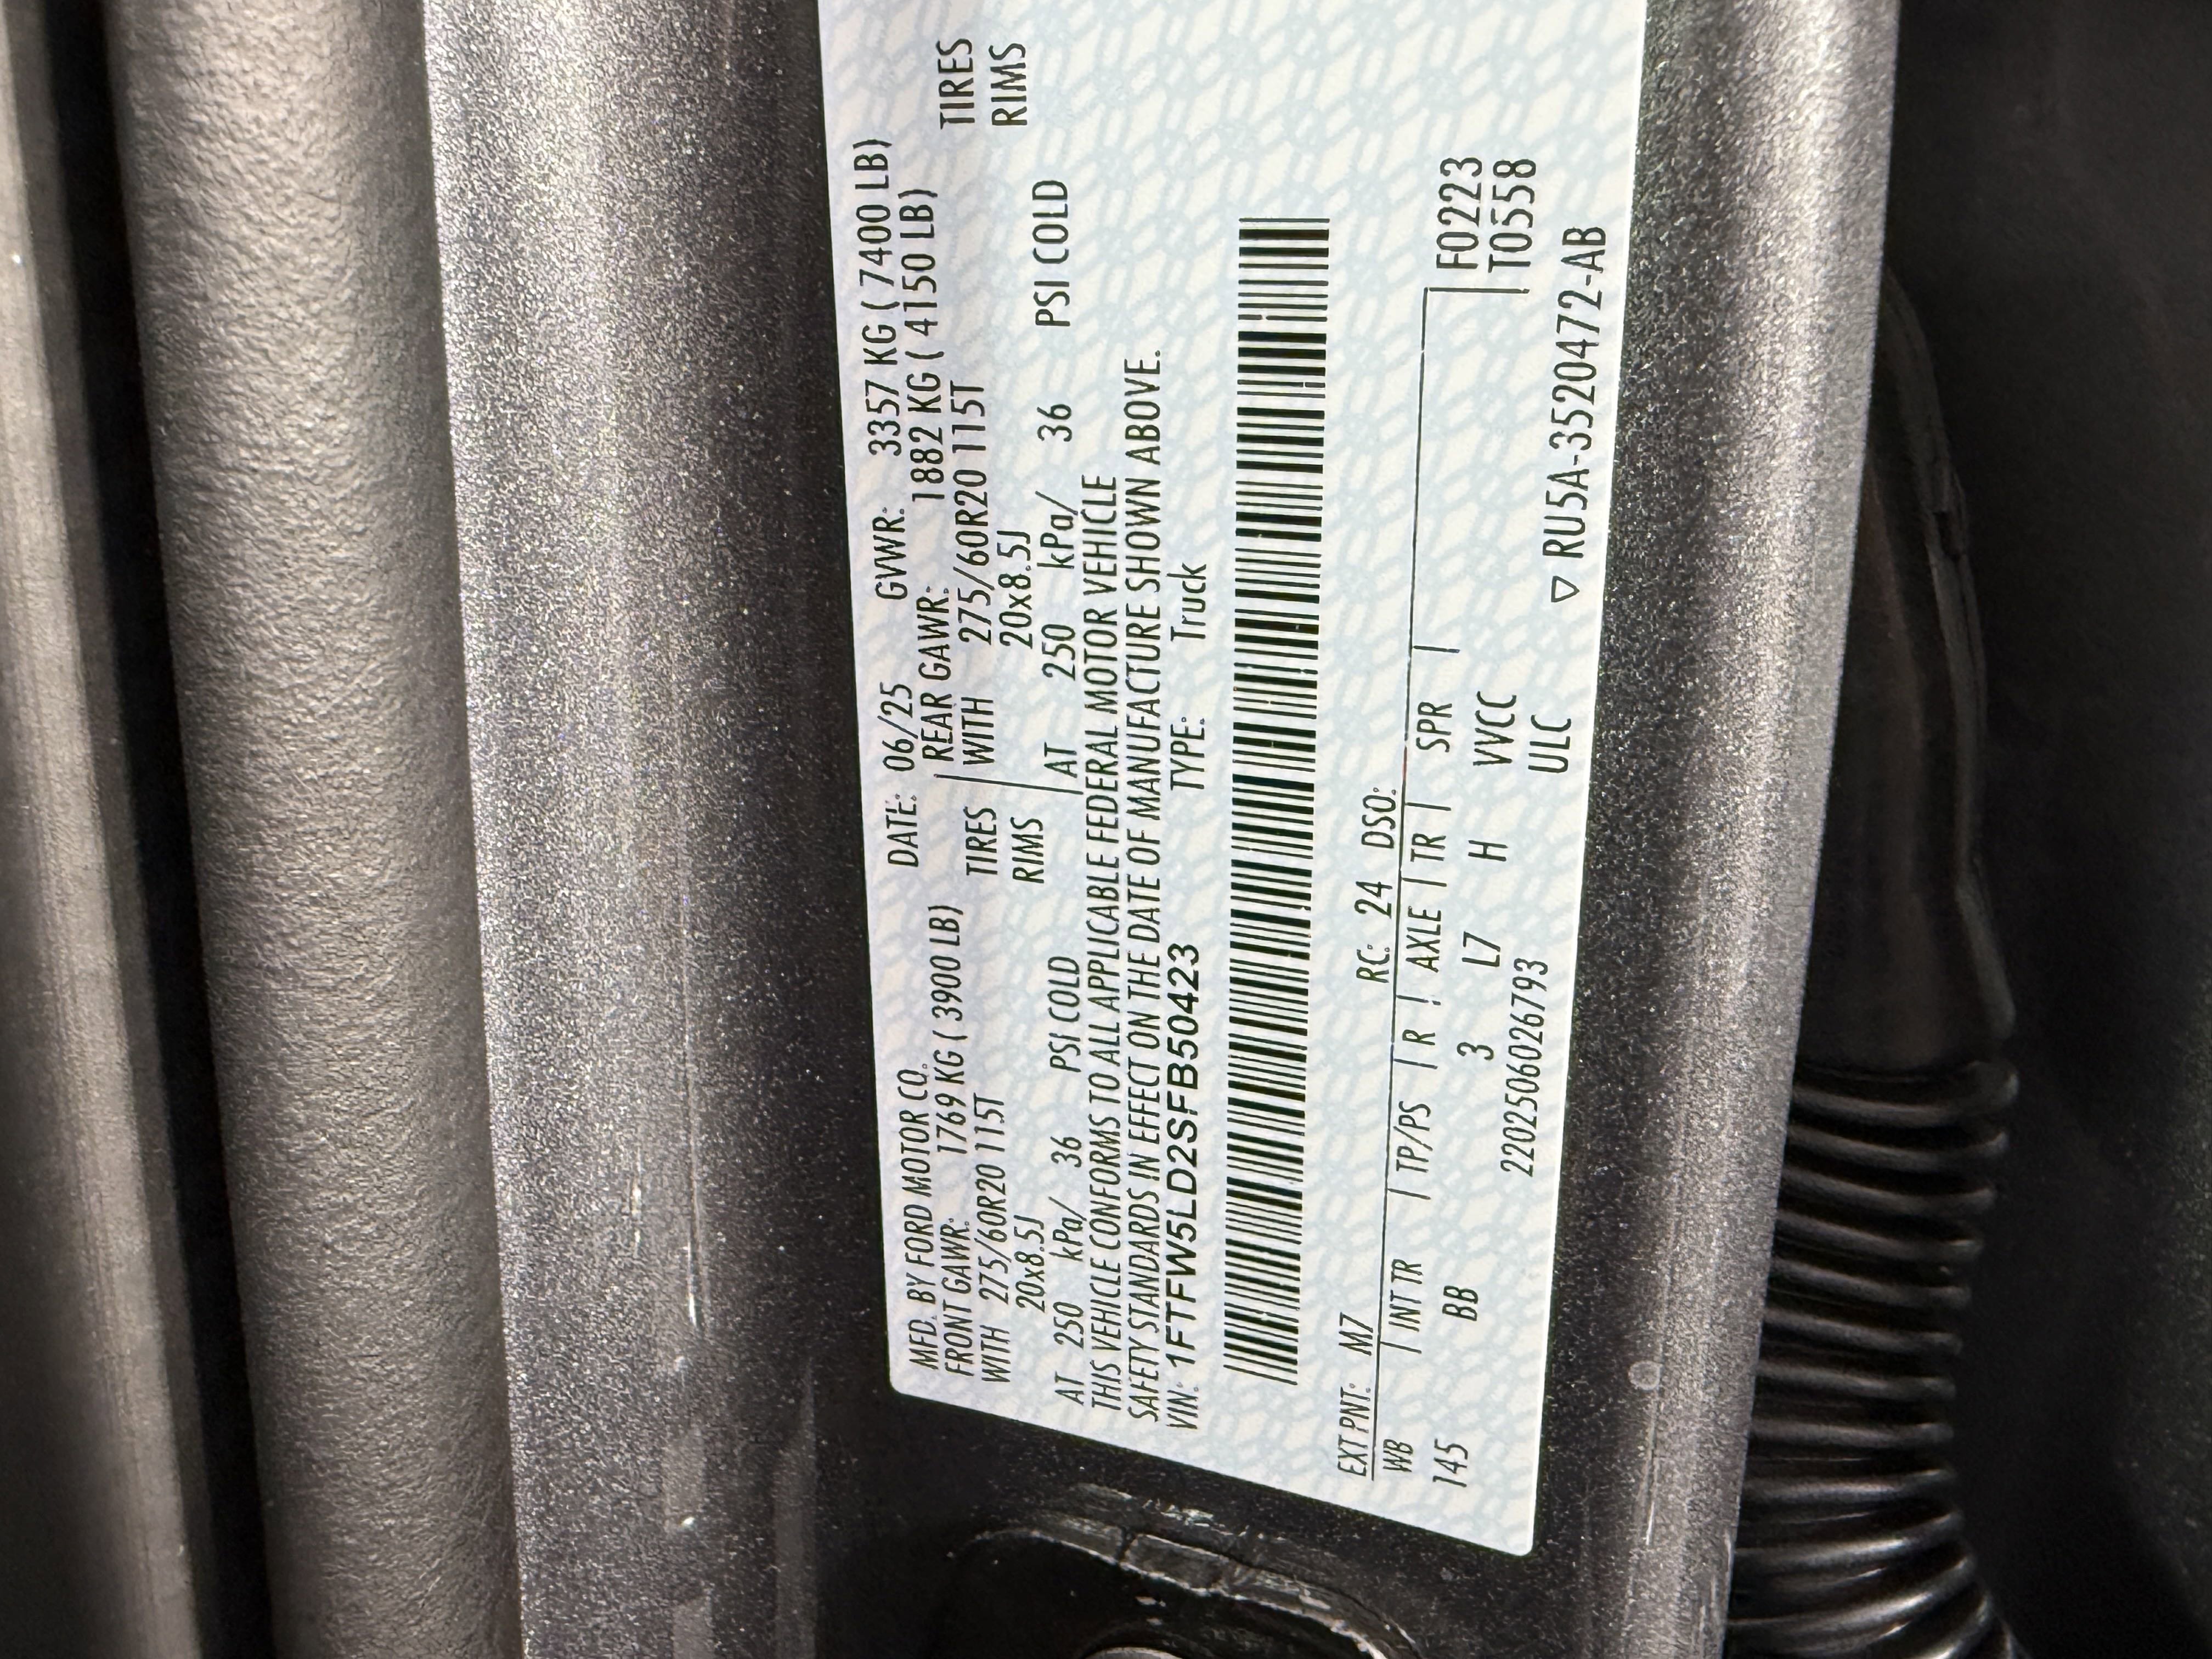 MFD. BY FORD MOTOR CO. DATE: 06/25 GVWR: 3357 KG ( 7400 LB)
FRONT GAWR: 1769 KG ( 3900 LB) REAR GAWR: 1882 KG ( 4150 LB)
WITH 275/60R20 115T TIRES WITH 275/60R20 115T TIRES
20x8.5J RIMS 20x8.5J RIMS
AT 250 kPa/ 36 PSI COLD AT 250 kPa/ 36 PSI COLD
THIS VEHICLE CONFORMS TO ALL APPLICABLE FEDERAL MOTOR VEHICLE
SAFETY STANDARDS IN EFFECT ON THE DATE OF MANUFACTURE SHOWN ABOVE.
VIN: 1FTFW5LD2SFB50423 TYPE: Truck
EXT PNT: M7 RC: 24 DSO:
WB INT TR TP/PS R AXLE TR SPR F0223
145 BB 3 L7 H VVCC T0558
2202506026793 ULC
▽ RU5A-3520472-AB